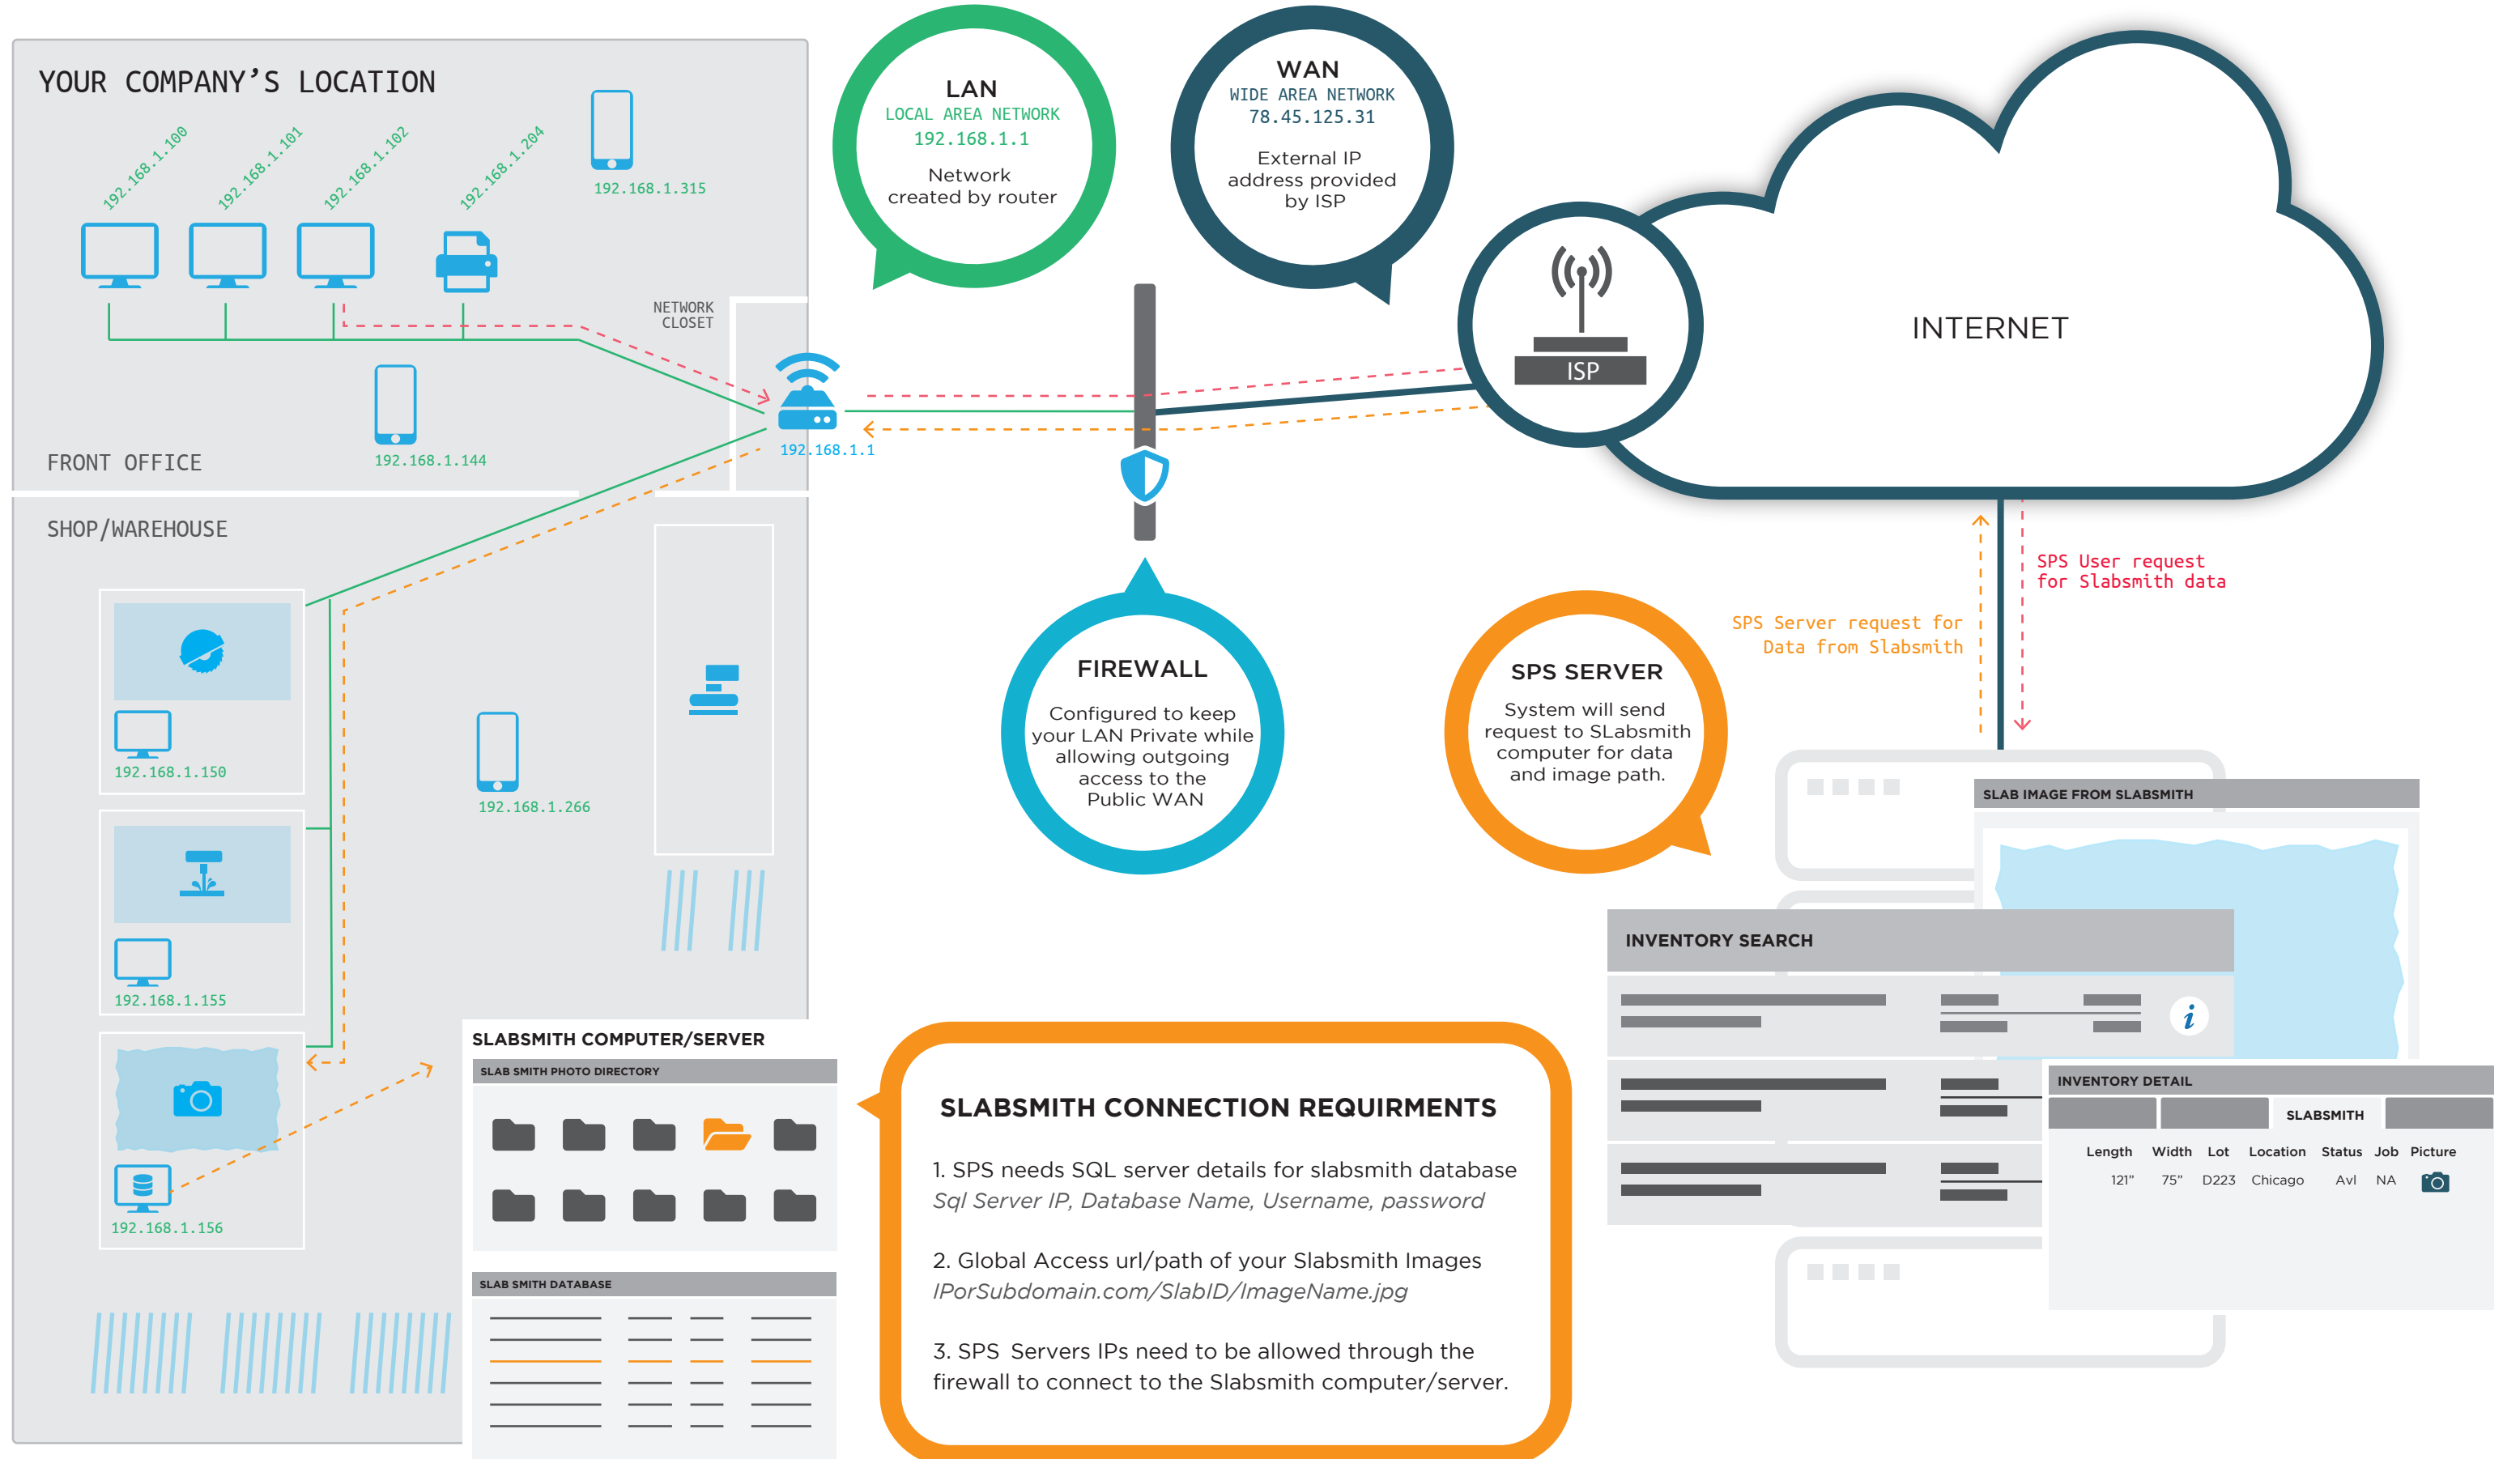 YOUR COMPANY'S LOCATION
192.168.1.100
192.168.1.101
192.168.1.102
192.168.1.204
192.168.1.315
NETWORK
CLOSET
192.168.1.144
192.168.1.1
FRONT OFFICE
SHOP/WAREHOUSE
192.168.1.150
192.168.1.266
192.168.1.155
192.168.1.156
LAN
LOCAL AREA NETWORK
192.168.1.1
Network
created by router
WAN
WIDE AREA NETWORK
78.45.125.31
External IP
address provided
by ISP
ISP
INTERNET
FIREWALL
Configured to keep
your LAN Private while
allowing outgoing
access to the
Public WAN
SPS SERVER
System will send
request to SLabsmith
computer for data
and image path.
SPS Server request for
Data from Slabsmith
SPS User request
for Slabsmith data
SLABSMITH COMPUTER/SERVER
SLAB SMITH PHOTO DIRECTORY
SLAB SMITH DATABASE
SLABSMITH CONNECTION REQUIRMENTS
1. SPS needs SQL server details for slabsmith database
Sql Server IP, Database Name, Username, password
2. Global Access url/path of your Slabsmith Images
IPorSubdomain.com/SlabID/ImageName.jpg
3. SPS Servers IPs need to be allowed through the
firewall to connect to the Slabsmith computer/server.
SLAB IMAGE FROM SLABSMITH
INVENTORY SEARCH
i
INVENTORY DETAIL
SLABSMITH
Length Width Lot Location Status Job Picture
121” 75” D223 Chicago Avl NA